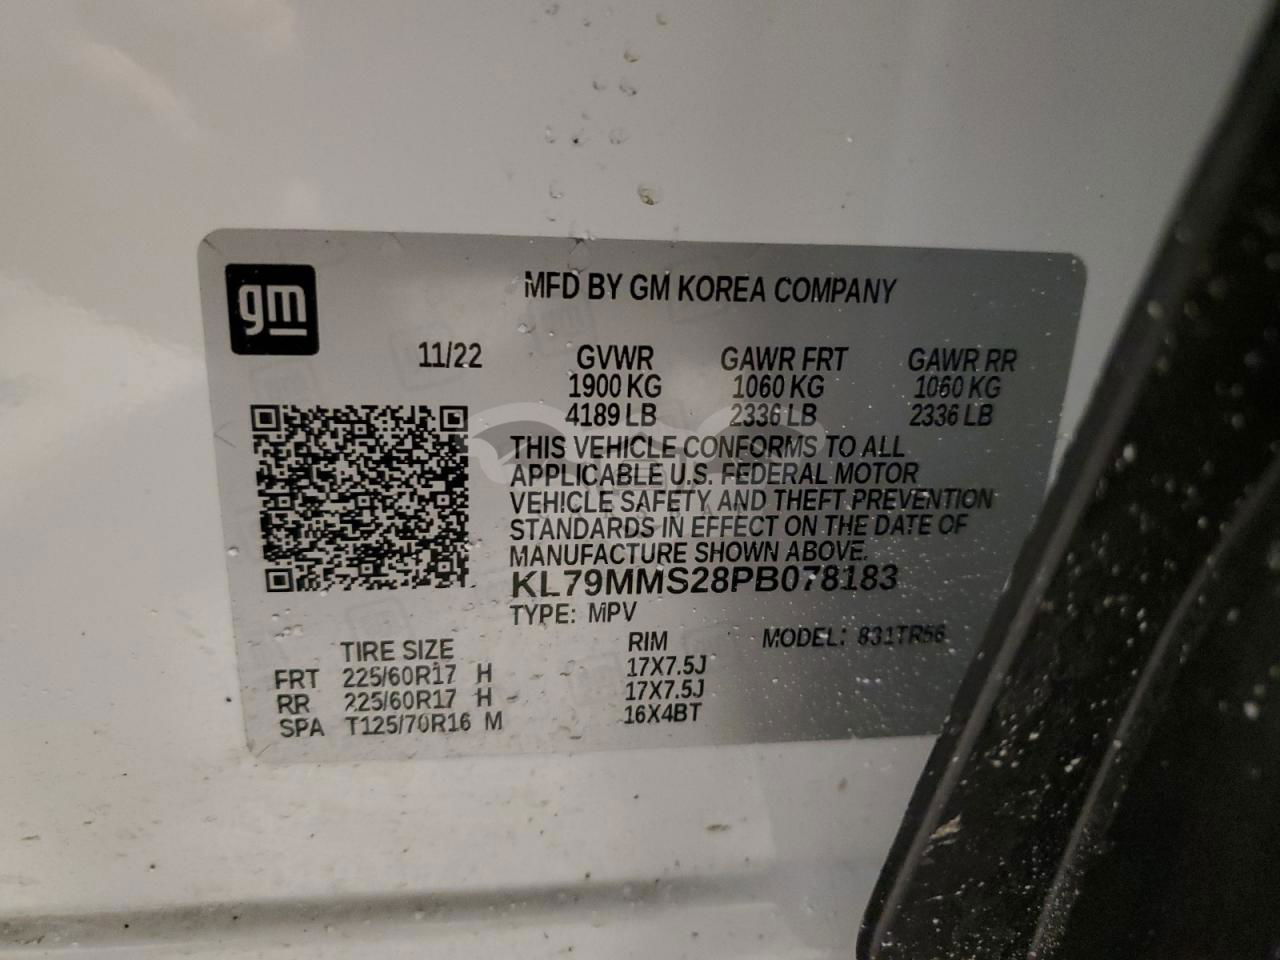 gm
MFD BY GM KOREA COMPANY
11/22 GVWR GAWR FRT GAWR RR
1900 KG 1060 KG 1060 KG
4189 LB 2336 LB 2336 LB
THIS VEHICLE CONFORMS TO ALL
APPLICABLE U.S. FEDERAL MOTOR
VEHICLE SAFETY AND THEFT PREVENTION
STANDARDS IN EFFECT ON THE DATE OF
MANUFACTURE SHOWN ABOVE.
KL79MMS28PB078183
TYPE: MPV
TIRE SIZE RIM MODEL: 831TR56
FRT 225/60R17 H 17X7.5J
RR 225/60R17 H 17X7.5J
SPA T125/70R16 M 16X4BT